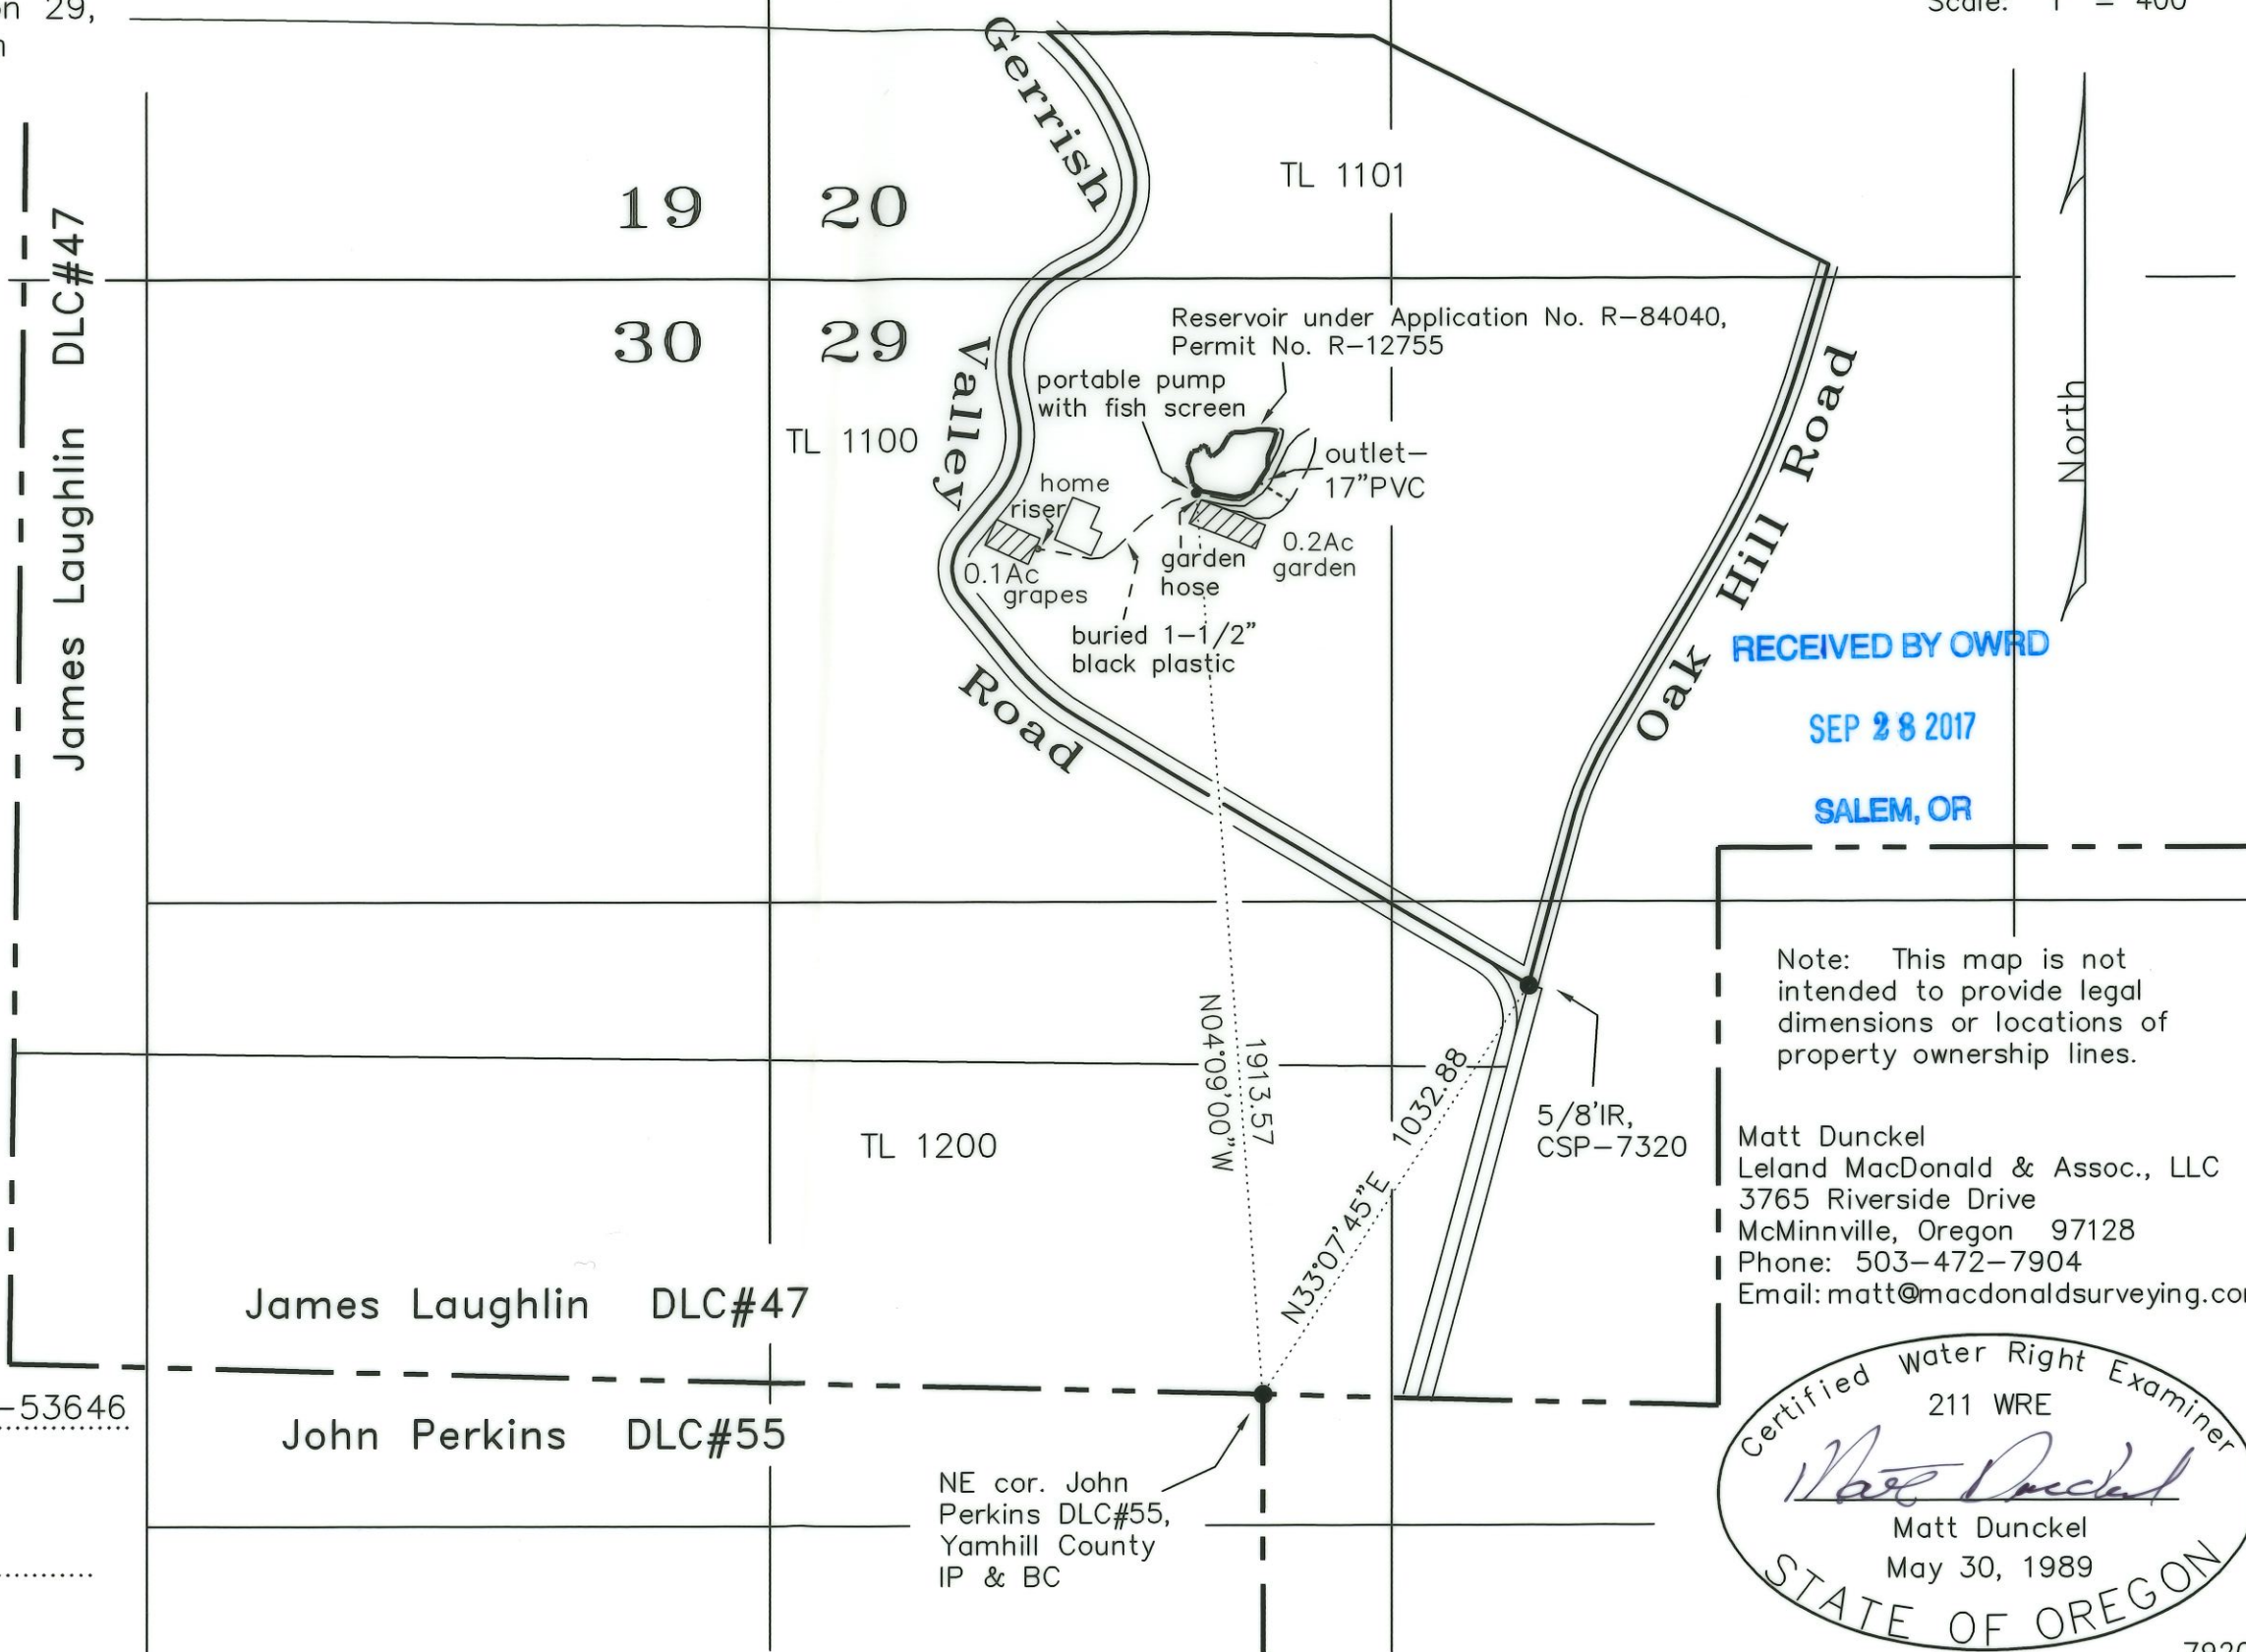 on 29,
Scale: 1" = 400'
Gerrish
Valley
Road
TL 1101
19 20
30 29
James Laughlin DLC#47
Reservoir under Application No. R-84040,
Permit No. R-12755
portable pump
with fish screen
TL 1100
outlet-
17"PVC
home
riser
0.2Ac
garden
garden
hose
0.1Ac
grapes
buried 1-1/2"
black plastic
Oak Hill Road
North
RECEIVED BY OWRD
SEP 28 2017
SALEM, OR
N04°09'00"W
1913.57
1032.88
N33°07'45"E
5/8'IR,
CSP-7320
TL 1200
Note: This map is not
intended to provide legal
dimensions or locations of
property ownership lines.
Matt Dunckel
Leland MacDonald & Assoc., LLC
3765 Riverside Drive
McMinnville, Oregon 97128
Phone: 503-472-7904
Email: matt@macdonaldsurveying.co
James Laughlin DLC#47
-53646
John Perkins DLC#55
NE cor. John
Perkins DLC#55,
Yamhill County
IP & BC
Certified Water Right Examiner
211 WRE
Matt Dunckel
Matt Dunckel
May 30, 1989
STATE OF OREGON